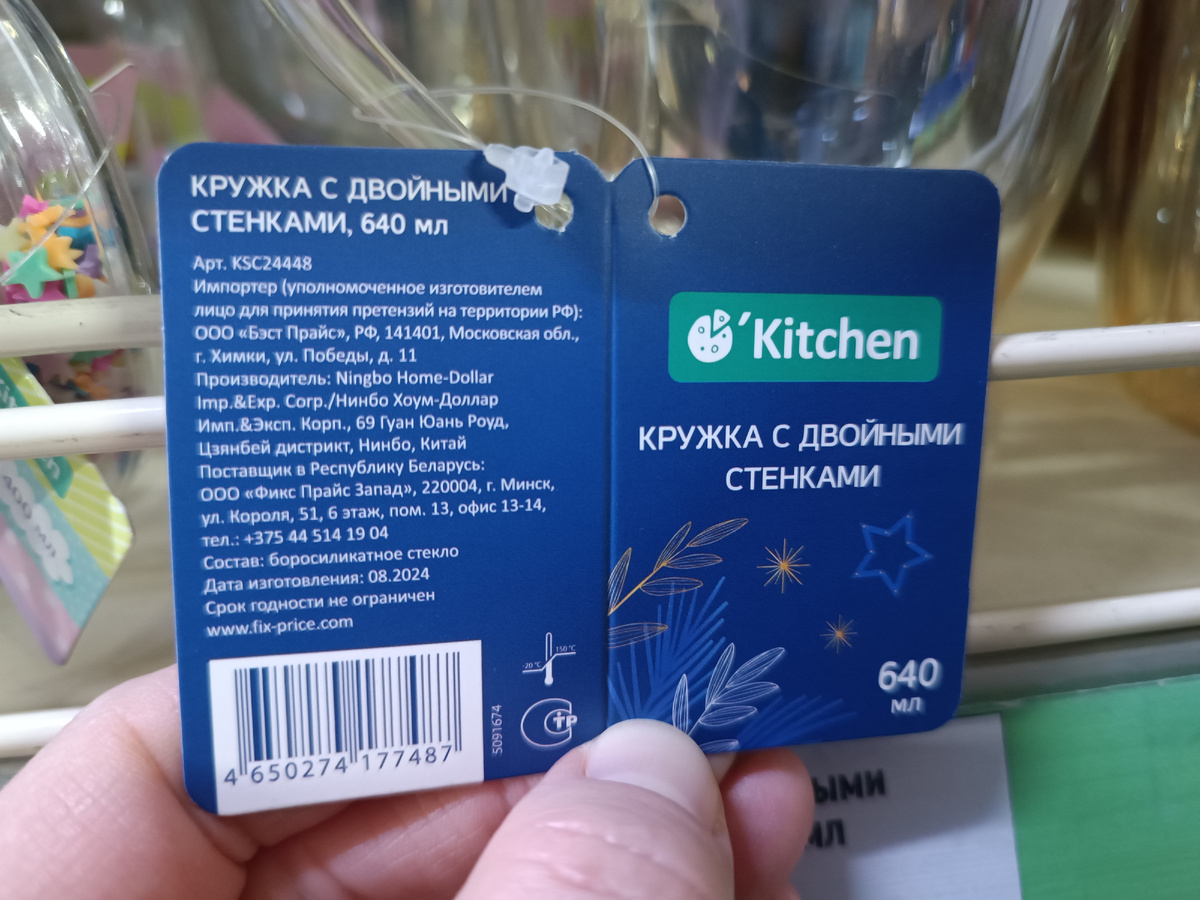 КРУЖКА С ДВОЙНЫМИ
СТЕНКАМИ, 640 мл
Арт. KSC24448
Импортер (уполномоченное изготовителем
лицо для принятия претензий на территории РФ):
ООО «Бэст Прайс», РФ, 141401, Московская обл.,
г. Химки, ул. Победы, д. 11
Производитель: Ningbo Home-Dollar
Imp.&Exp. Corp./Нинбо Хоум-Доллар
Имп.&Эксп. Корп., 69 Гуан Юань Роуд,
Цзянбей дистрикт, Нинбо, Китай
Поставщик в Республику Беларусь:
ООО «Фикс Прайс Запад», 220004, г. Минск,
ул. Короля, 51, 6 этаж, пом. 13, офис 13-14,
тел.: +375 44 514 19 04
Состав: боросиликатное стекло
Дата изготовления: 08.2024
Срок годности не ограничен
www.fix-price.com
4 650274 177487
-20 °C
150 °C
5091674
СТР
’Kitchen
КРУЖКА С ДВОЙНЫМИ
СТЕНКАМИ
640
мл
400 мл
ЫМИ
МЛ